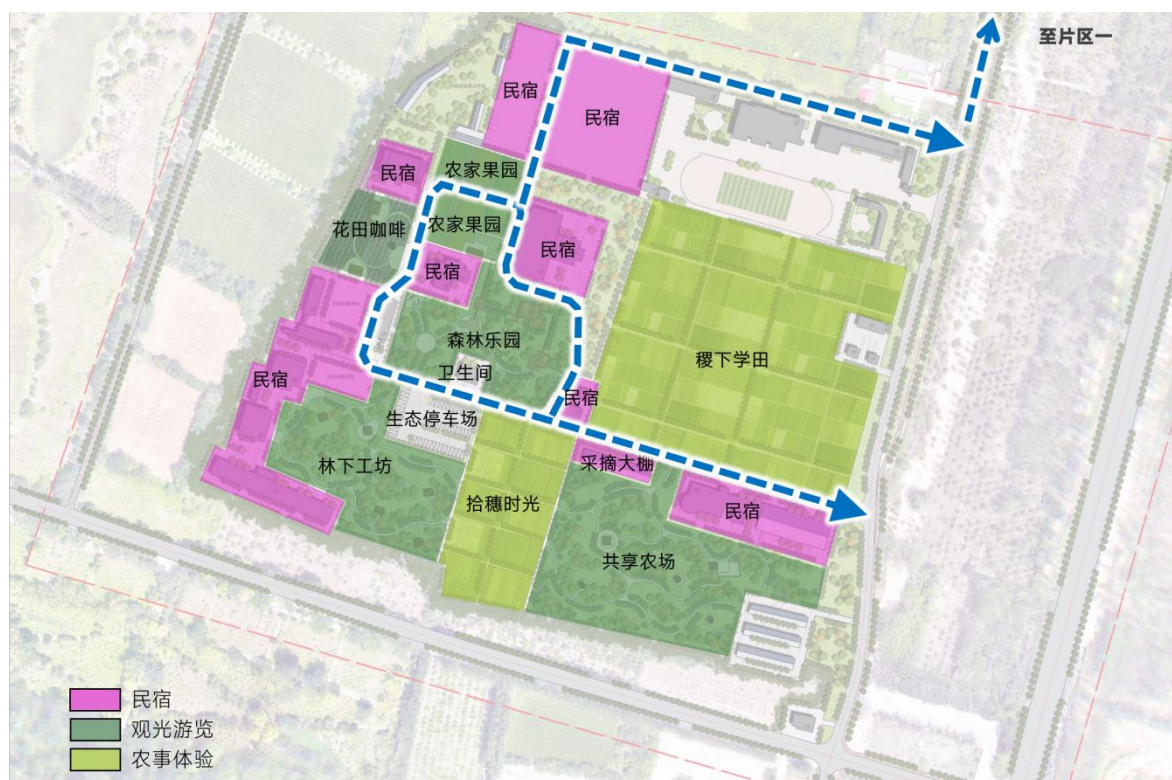 至片区一
民宿
民宿
民宿
农家果园
花田咖啡
农家果园
民宿
民宿
森林乐园
卫生间
稷下学田
民宿
民宿
生态停车场
林下工坊
采摘大棚
拾穗时光
民宿
共享农场
民宿
观光游览
农事体验